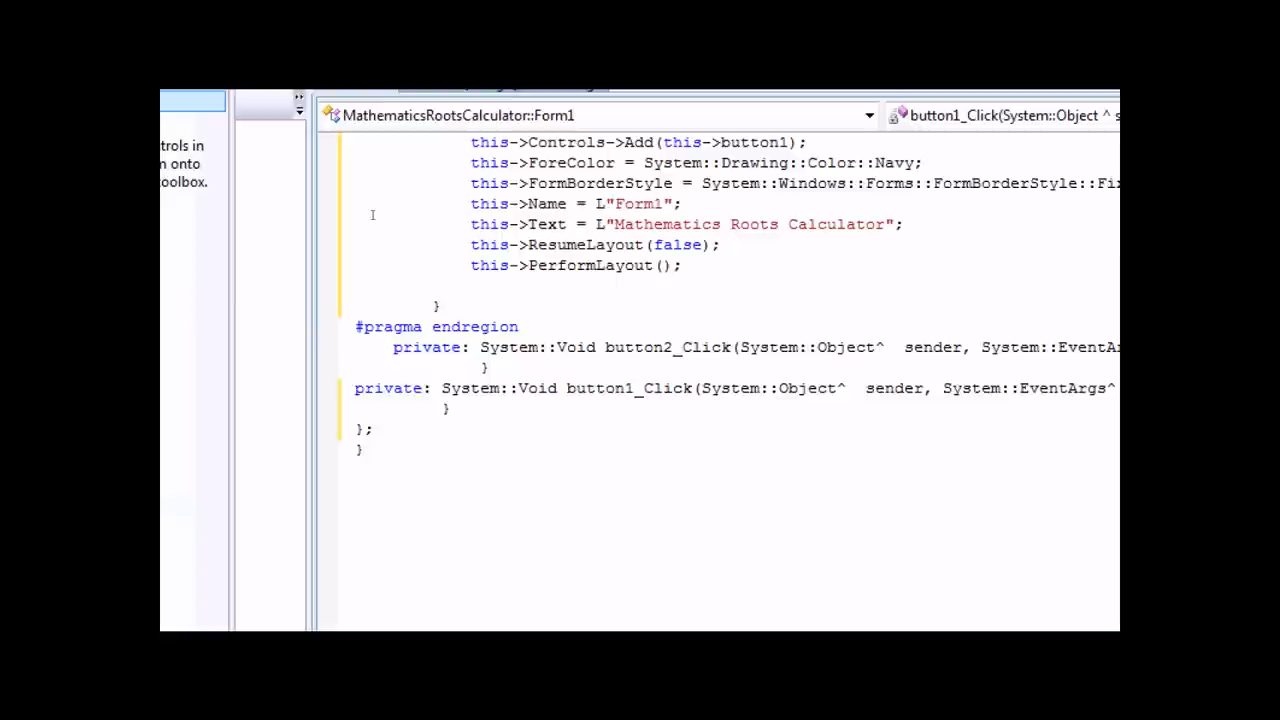 MathematicsRootsCalculator::Form1
button1_Click(System::Object ^ s
trols in
n onto
oolbox.
this->Controls->Add(this->button1);
this->ForeColor = System::Drawing::Color::Navy;
this->FormBorderStyle = System::Windows::Forms::FormBorderStyle::Fix
this->Name = L"Form1";
this->Text = L"Mathematics Roots Calculator";
this->ResumeLayout(false);
this->PerformLayout();
}
#pragma endregion
private: System::Void button2_Click(System::Object^  sender, System::EventAr
}
private: System::Void button1_Click(System::Object^  sender, System::EventArgs^
}
};
}